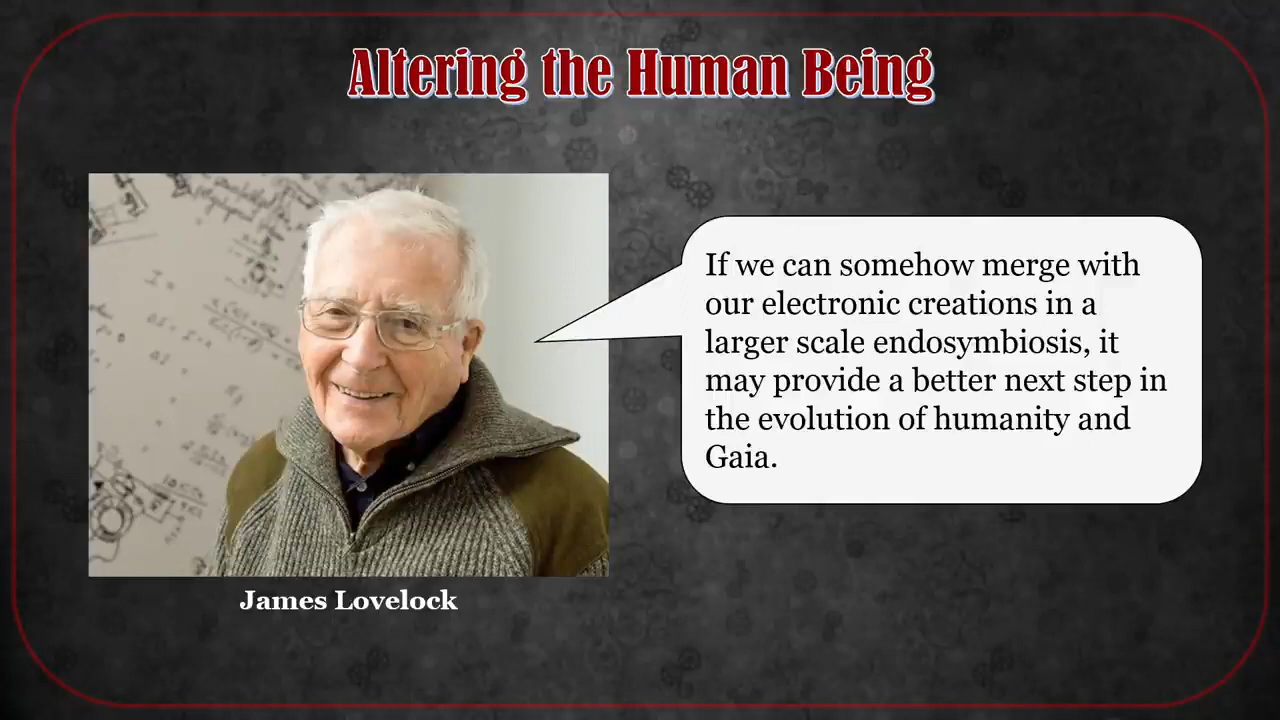 Altering the Human Being
If we can somehow merge with
our electronic creations in a
larger scale endosymbiosis, it
may provide a better next step in
the evolution of humanity and
Gaia.
James Lovelock